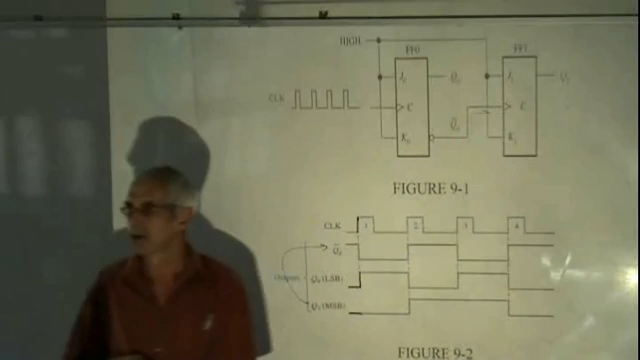 HIGH
FF0 FF1
J₀ Q₀ J₁ Q₁
CLK C C
Q̅₀
K₀ K₁
FIGURE 9-1
CLK 1 2 3 4
Q̅₀
Outputs Q₀ (LSB)
Q₁ (MSB)
FIGURE 9-2